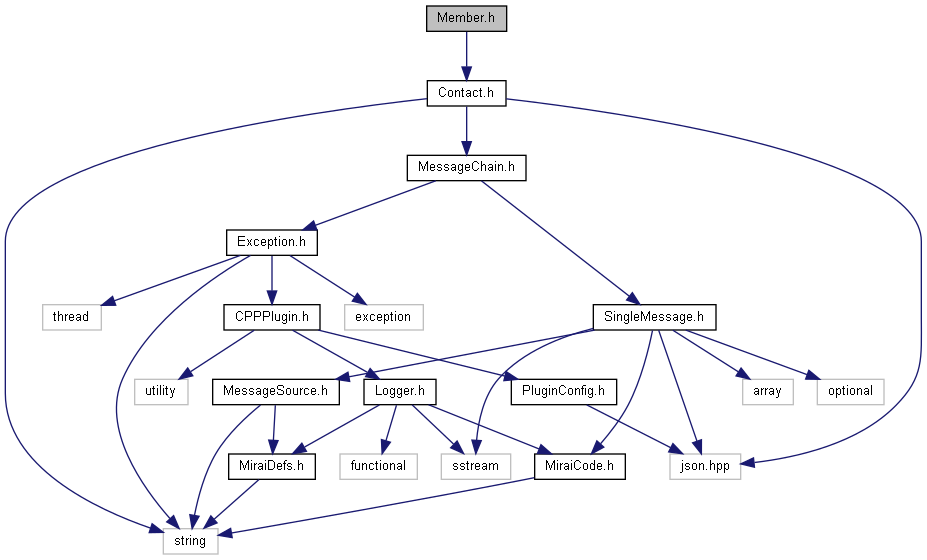 Member.h
Contact.h
MessageChain.h
Exception.h
thread
CPPPlugin.h
exception
SingleMessage.h
utility
MessageSource.h
Logger.h
PluginConfig.h
array
optional
MiraiDefs.h
functional
sstream
MiraiCode.h
json.hpp
string